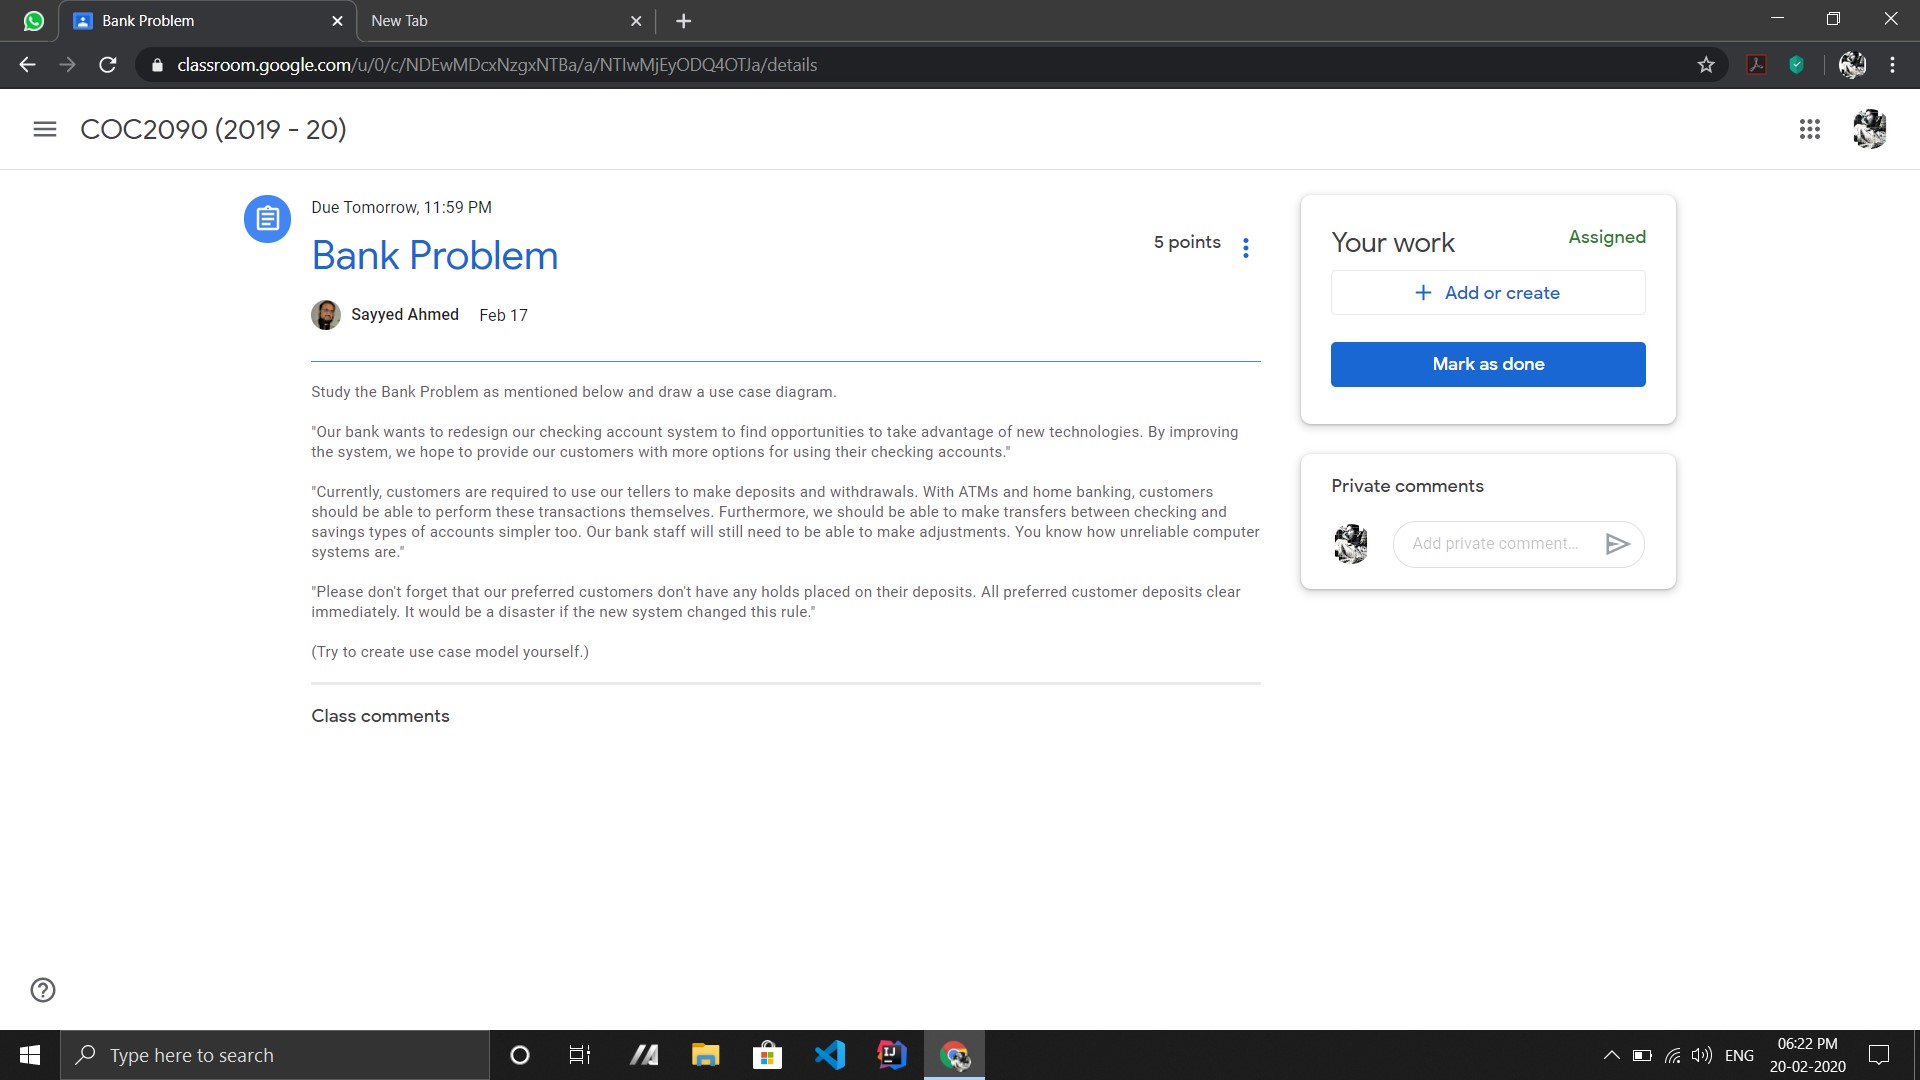 Bank Problem
New Tab
classroom.google.com/u/0/c/NDEwMDcxNzgxNTBa/a/NTIwMjEyODQ4OTJa/details
COC2090 (2019 - 20)
Due Tomorrow, 11:59 PM
Bank Problem
5 points
Sayyed Ahmed Feb 17
Study the Bank Problem as mentioned below and draw a use case diagram.
"Our bank wants to redesign our checking account system to find opportunities to take advantage of new technologies. By improving
the system, we hope to provide our customers with more options for using their checking accounts."
"Currently, customers are required to use our tellers to make deposits and withdrawals. With ATMs and home banking, customers
should be able to perform these transactions themselves. Furthermore, we should be able to make transfers between checking and
savings types of accounts simpler too. Our bank staff will still need to be able to make adjustments. You know how unreliable computer
systems are."
"Please don't forget that our preferred customers don't have any holds placed on their deposits. All preferred customer deposits clear
immediately. It would be a disaster if the new system changed this rule."
(Try to create use case model yourself.)
Class comments
Your work
Assigned
+ Add or create
Mark as done
Private comments
Add private comment...
Type here to search
ENG
06:22 PM
20-02-2020